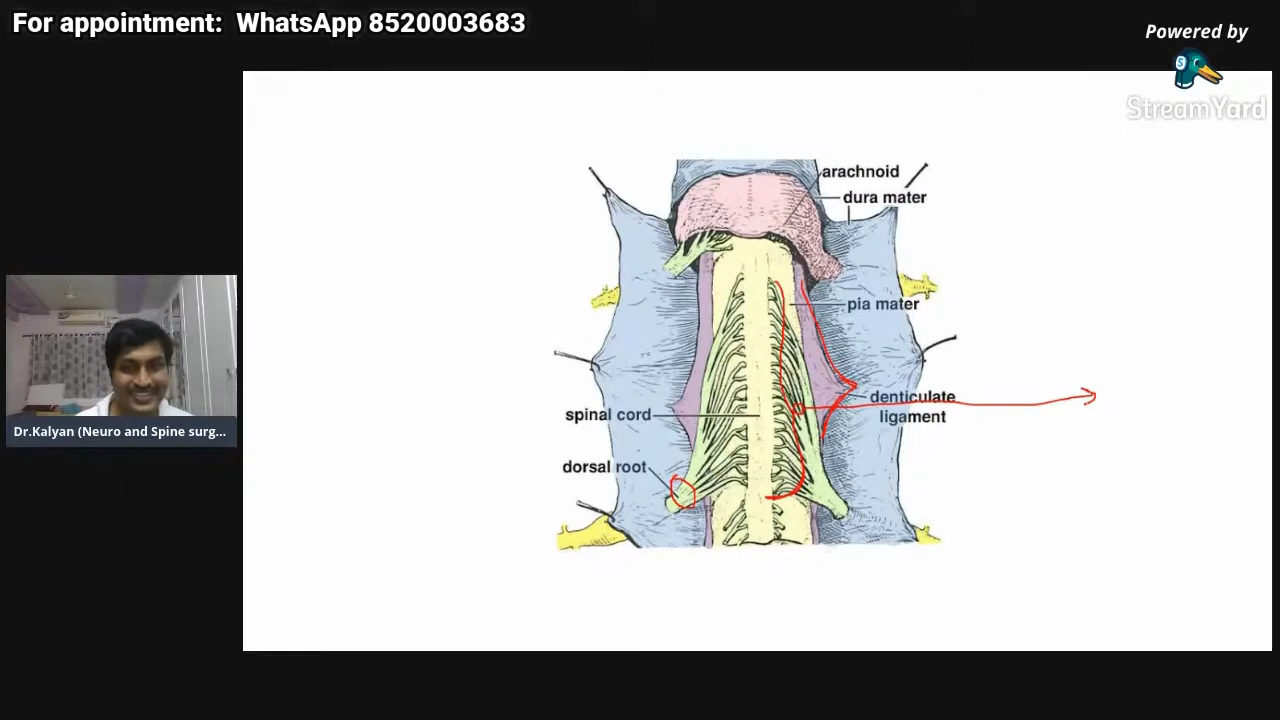 For appointment:  WhatsApp 8520003683
Powered by
S
StreamYard
arachnoid
dura mater
pia mater
denticulate
ligament
spinal cord
dorsal root
Dr.Kalyan (Neuro and Spine surg...